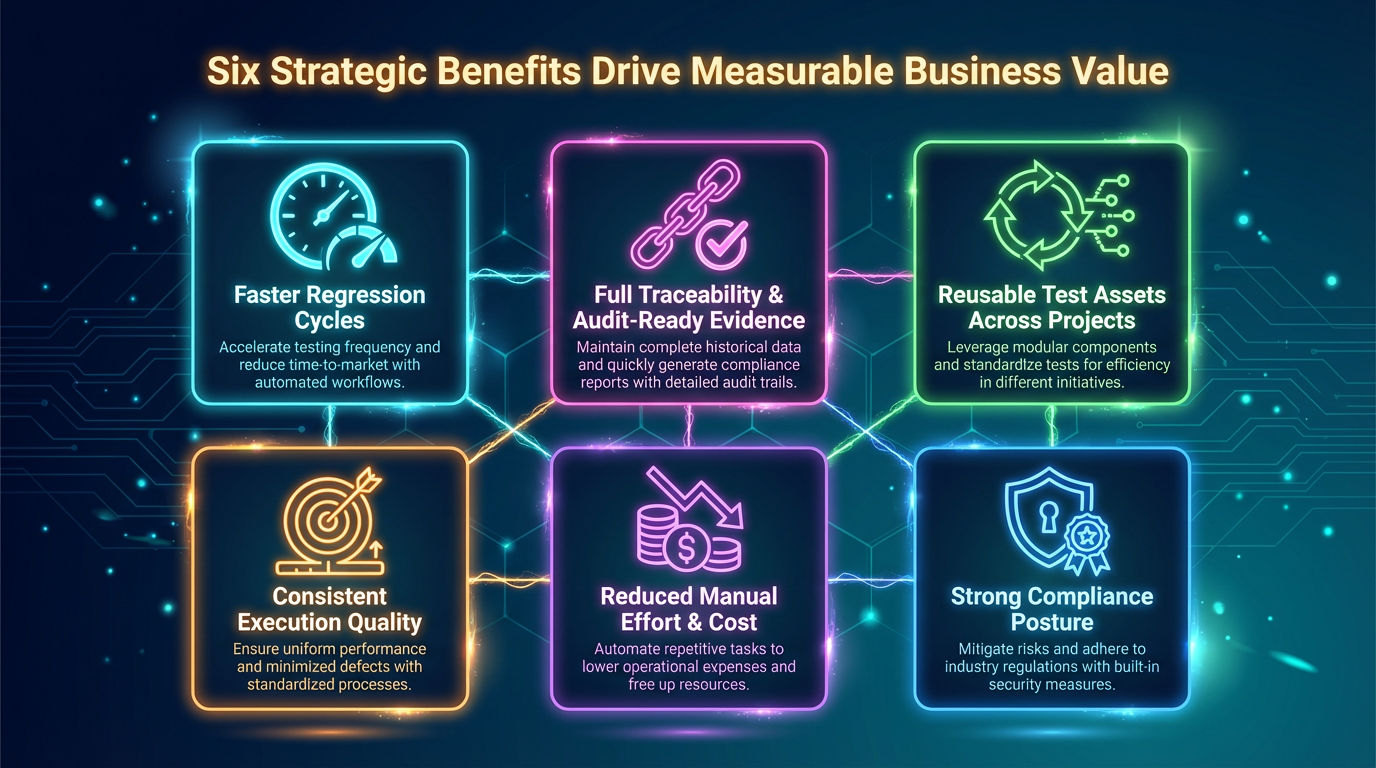 Six Strategic Benefits Drive Measurable Business Value
Faster Regression
Cycles
Accelerate testing frequency and
reduce time-to-market with
automated workflows.
Full Traceability &
Audit-Ready Evidence
Maintain complete historical data
and quickly generate compliance
reports with detailed audit trails.
Reusable Test Assets
Across Projects
Leverage modular components
and standardize tests for efficiency
in different initiatives.
Consistent
Execution Quality
Ensure uniform performance
and minimized defects with
standardized processes.
$
Reduced Manual
Effort & Cost
Automate repetitive tasks to
lower operational expenses and
free up resources.
Strong Compliance
Posture
Mitigate risks and adhere to
industry regulations with built-in
security measures.